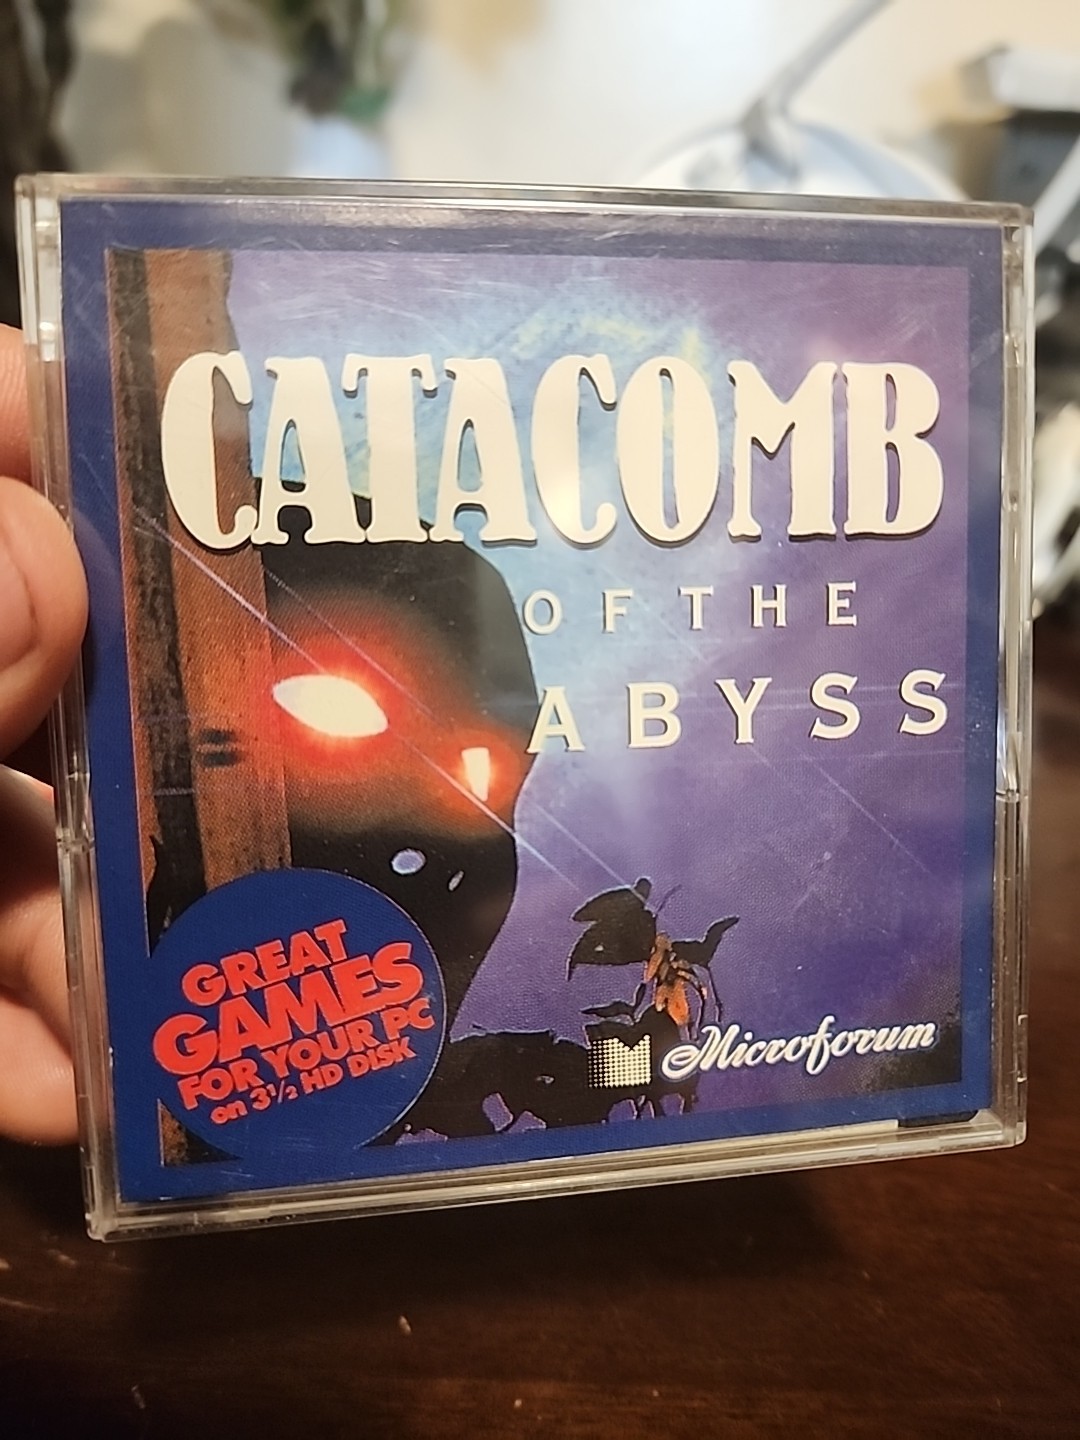 CATACOMB
OF THE
ABYSS
GREAT
GAMES
FOR YOUR PC
on 3½ HD DISK
Microforum